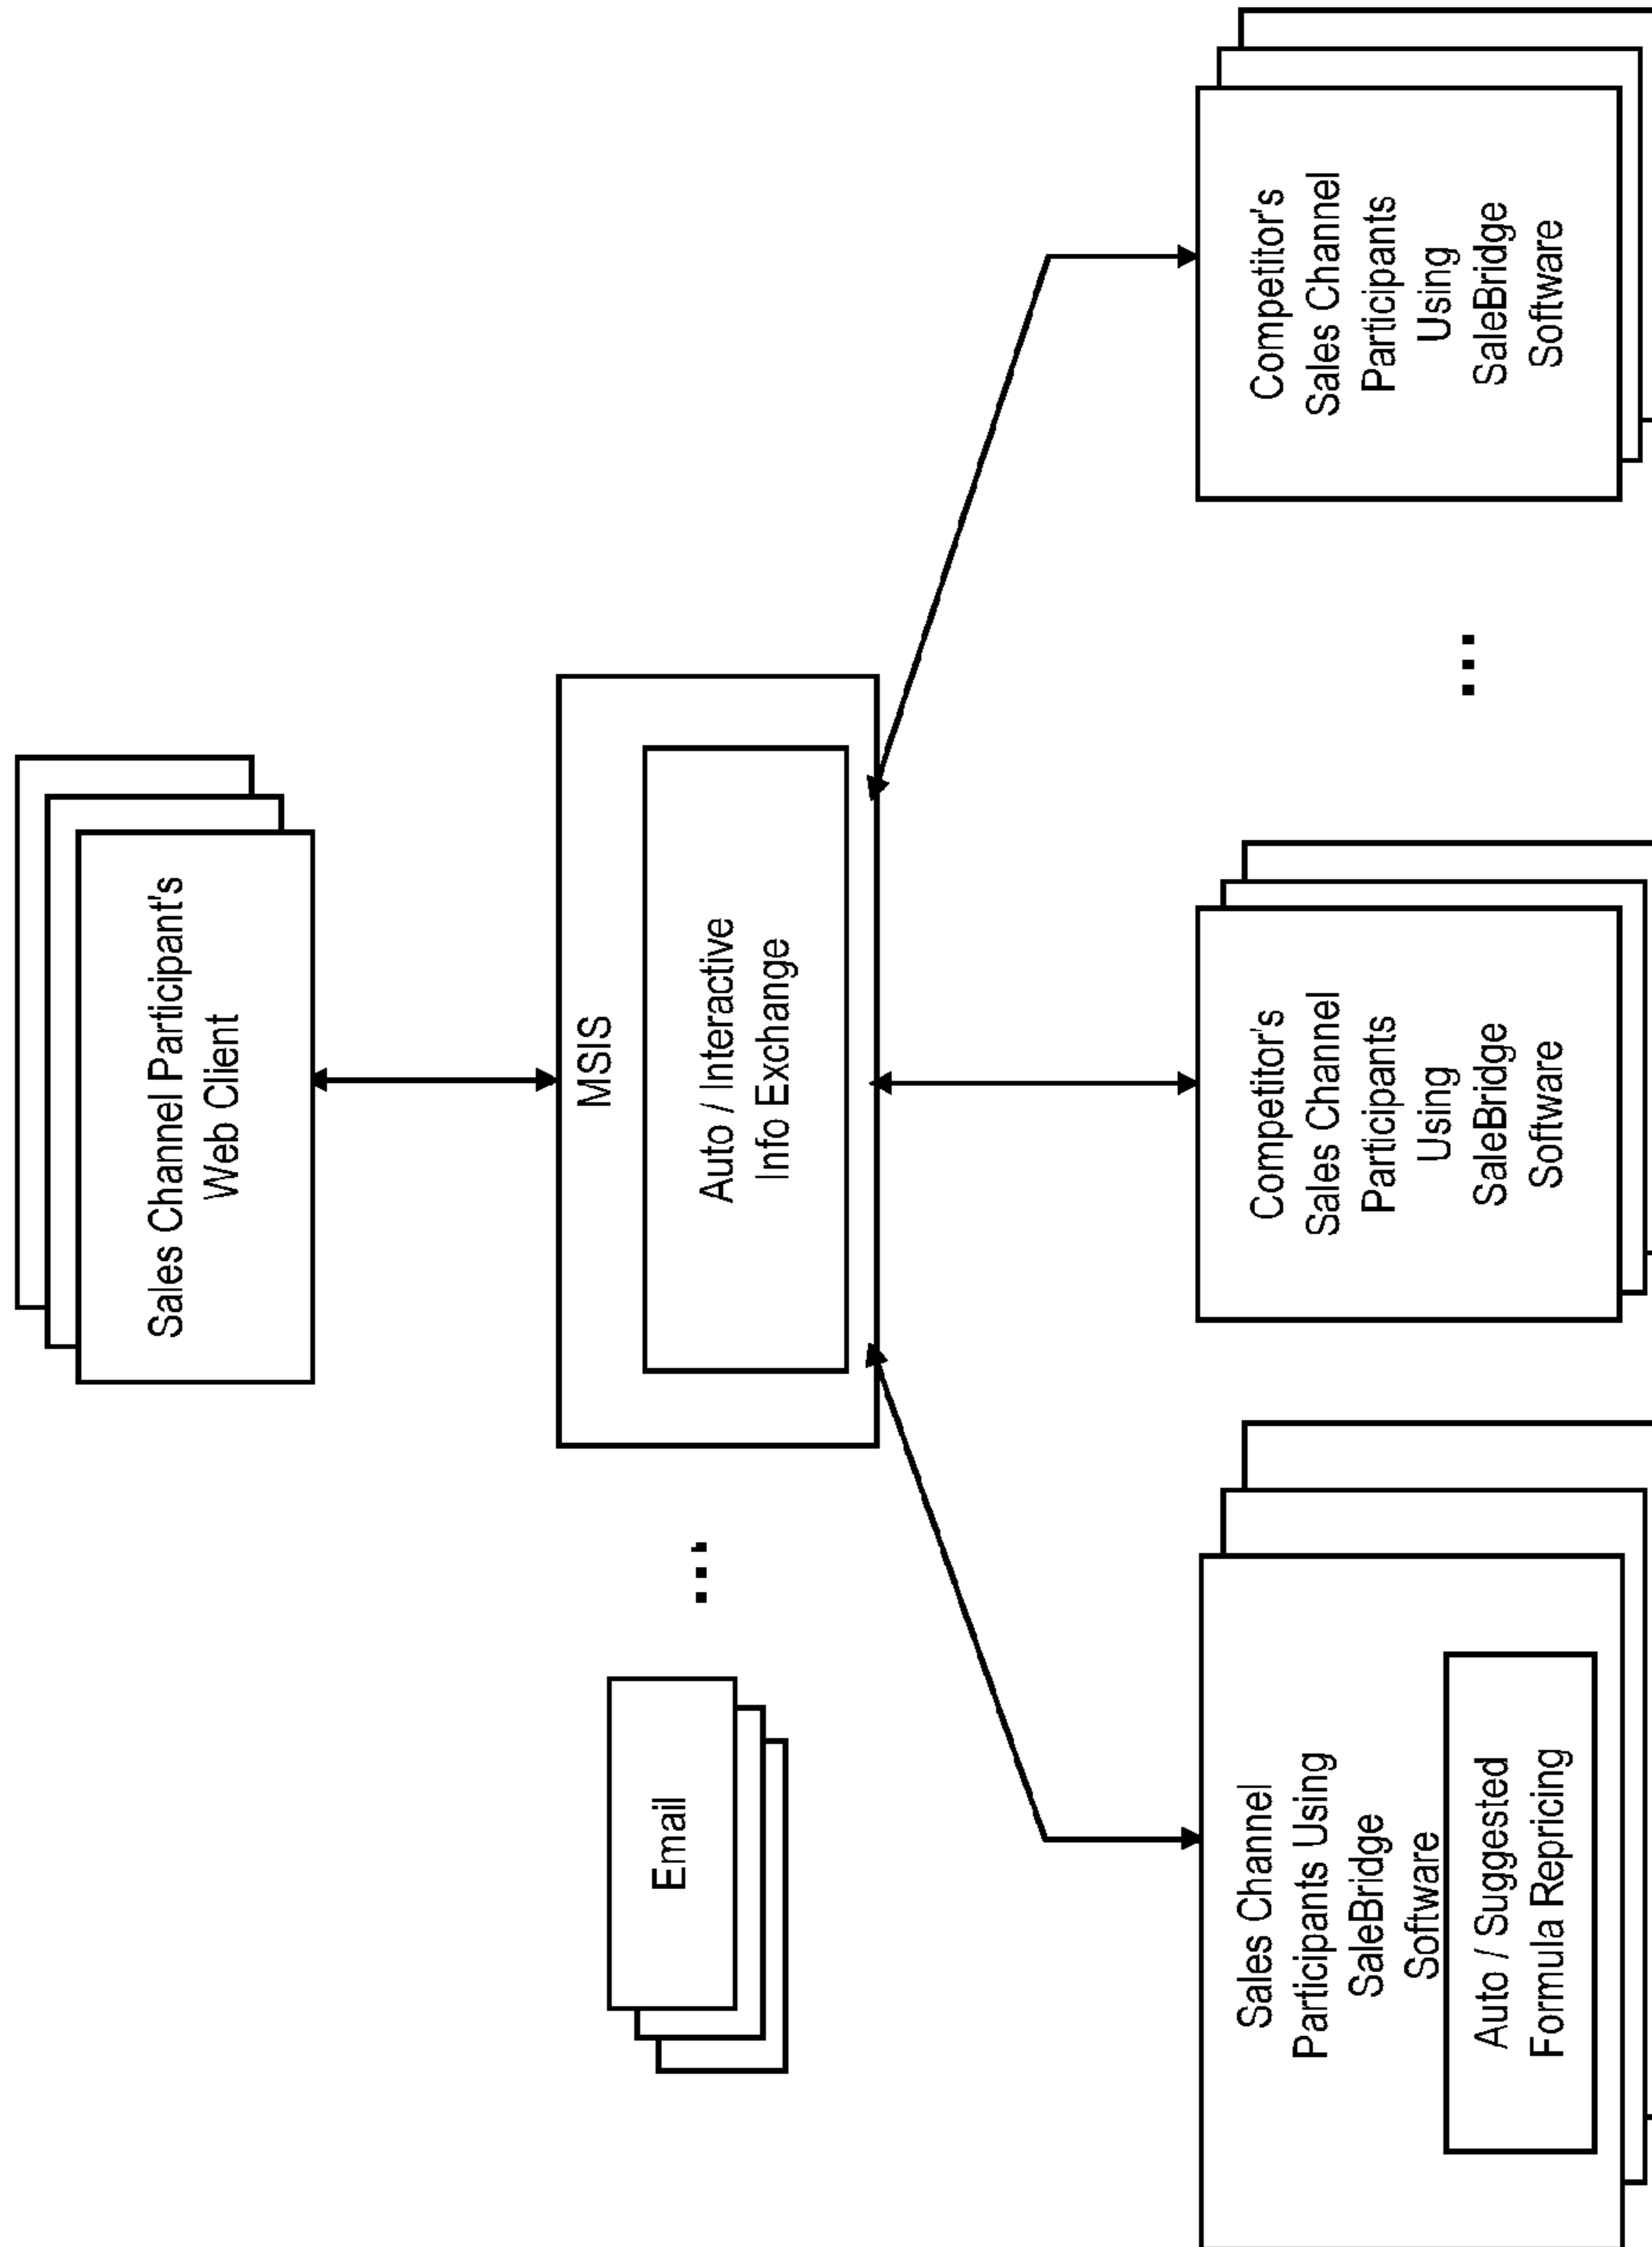 Sales Channel Participant's
Web Client
MSIS
Auto / Interactive
Info Exchange
Email
...
Sales Channel
Participants Using
SaleBridge
Software
Auto / Suggested
Formula Repricing
Competitor's
Sales Channel
Participants
Using
SaleBridge
Software
...
Competitor's
Sales Channel
Participants
Using
SaleBridge
Software